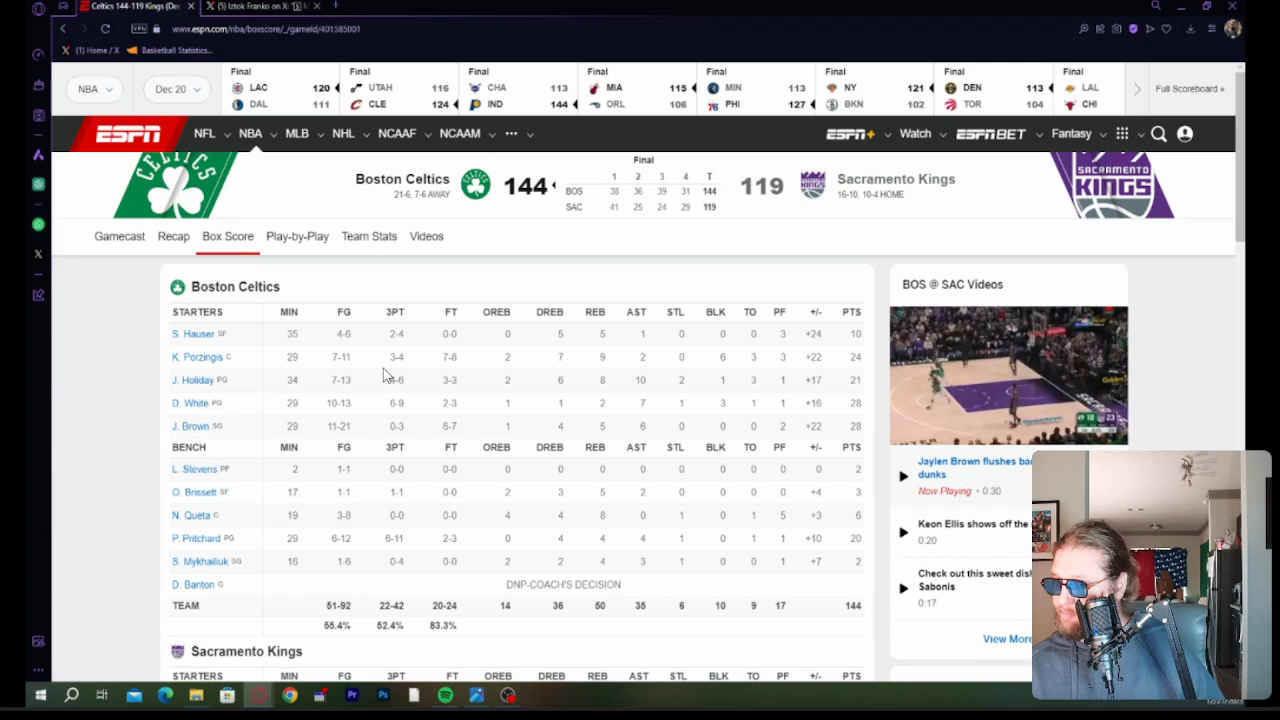 Celtics 144-119 Kings (Dec
(5) Iztok Franko on X:
VPN www.espn.com/nba/boxscore/_/gameId/401585001
(1) Home / X Basketball Statistics...
NBA
Dec 20
Final
LAC 120
DAL 111
Final
UTAH 116
CLE 124
Final
CHA 113
IND 144
Final
MIA 115
ORL 106
Final
MIN 113
PHI 127
Final
NY 121
BKN 102
Final
DEN 113
TOR 104
Final
LAL
CHI
Full Scoreboard »
ESPN NFL NBA MLB NHL NCAAF NCAAM ••• ESPN+ Watch ESPN BET Fantasy
CELTICS
Boston Celtics
21-6, 7-6 AWAY
144
Final
1 2 3 4 T
BOS 38 36 39 31 144
SAC 41 25 24 29 119
119
Sacramento Kings
16-10, 10-4 HOME
SACRAMENTO
KINGS
Gamecast Recap Box Score Play-by-Play Team Stats Videos
Boston Celtics
STARTERS MIN FG 3PT FT OREB DREB REB AST STL BLK TO PF +/- PTS
S. Hauser SF 35 4-6 2-4 0-0 0 5 5 1 0 0 0 3 +24 10
K. Porzingis C 29 7-11 3-4 7-8 2 7 9 2 0 6 3 3 +22 24
J. Holiday PG 34 7-13 -6 3-3 2 6 8 10 2 1 3 1 +17 21
D. White PG 29 10-13 6-9 2-3 1 1 2 7 1 3 1 1 +16 28
J. Brown SG 29 11-21 0-3 6-7 1 4 5 6 1 0 0 2 +22 28
BENCH MIN FG 3PT FT OREB DREB REB AST STL BLK TO PF +/- PTS
L. Stevens PF 2 1-1 0-0 0-0 0 0 0 0 0 0 0 0 0 2
O. Brissett SF 17 1-1 1-1 0-0 2 3 5 2 0 0 0 0 +4 3
N. Queta C 19 3-8 0-0 0-0 4 4 8 0 1 0 1 5 +3 6
P. Pritchard PG 29 6-12 6-11 2-3 0 4 4 4 1 0 1 1 +10 20
S. Mykhailiuk SG 16 1-6 0-4 0-0 2 2 4 3 1 0 0 1 +7 2
D. Banton G DNP-COACH'S DECISION
TEAM 51-92 22-42 20-24 14 36 50 35 6 10 9 17 144
55.4% 52.4% 83.3%
Sacramento Kings
STARTERS MIN FG 3PT FT OREB DREB REB AST STL BLK TO PF +/- PTS
BOS @ SAC Videos
Jaylen Brown flushes
dunks
Now Playing • 0:30
Keon Ellis shows off the
0:20
Check out this sweet
Sabonis
0:17
View More